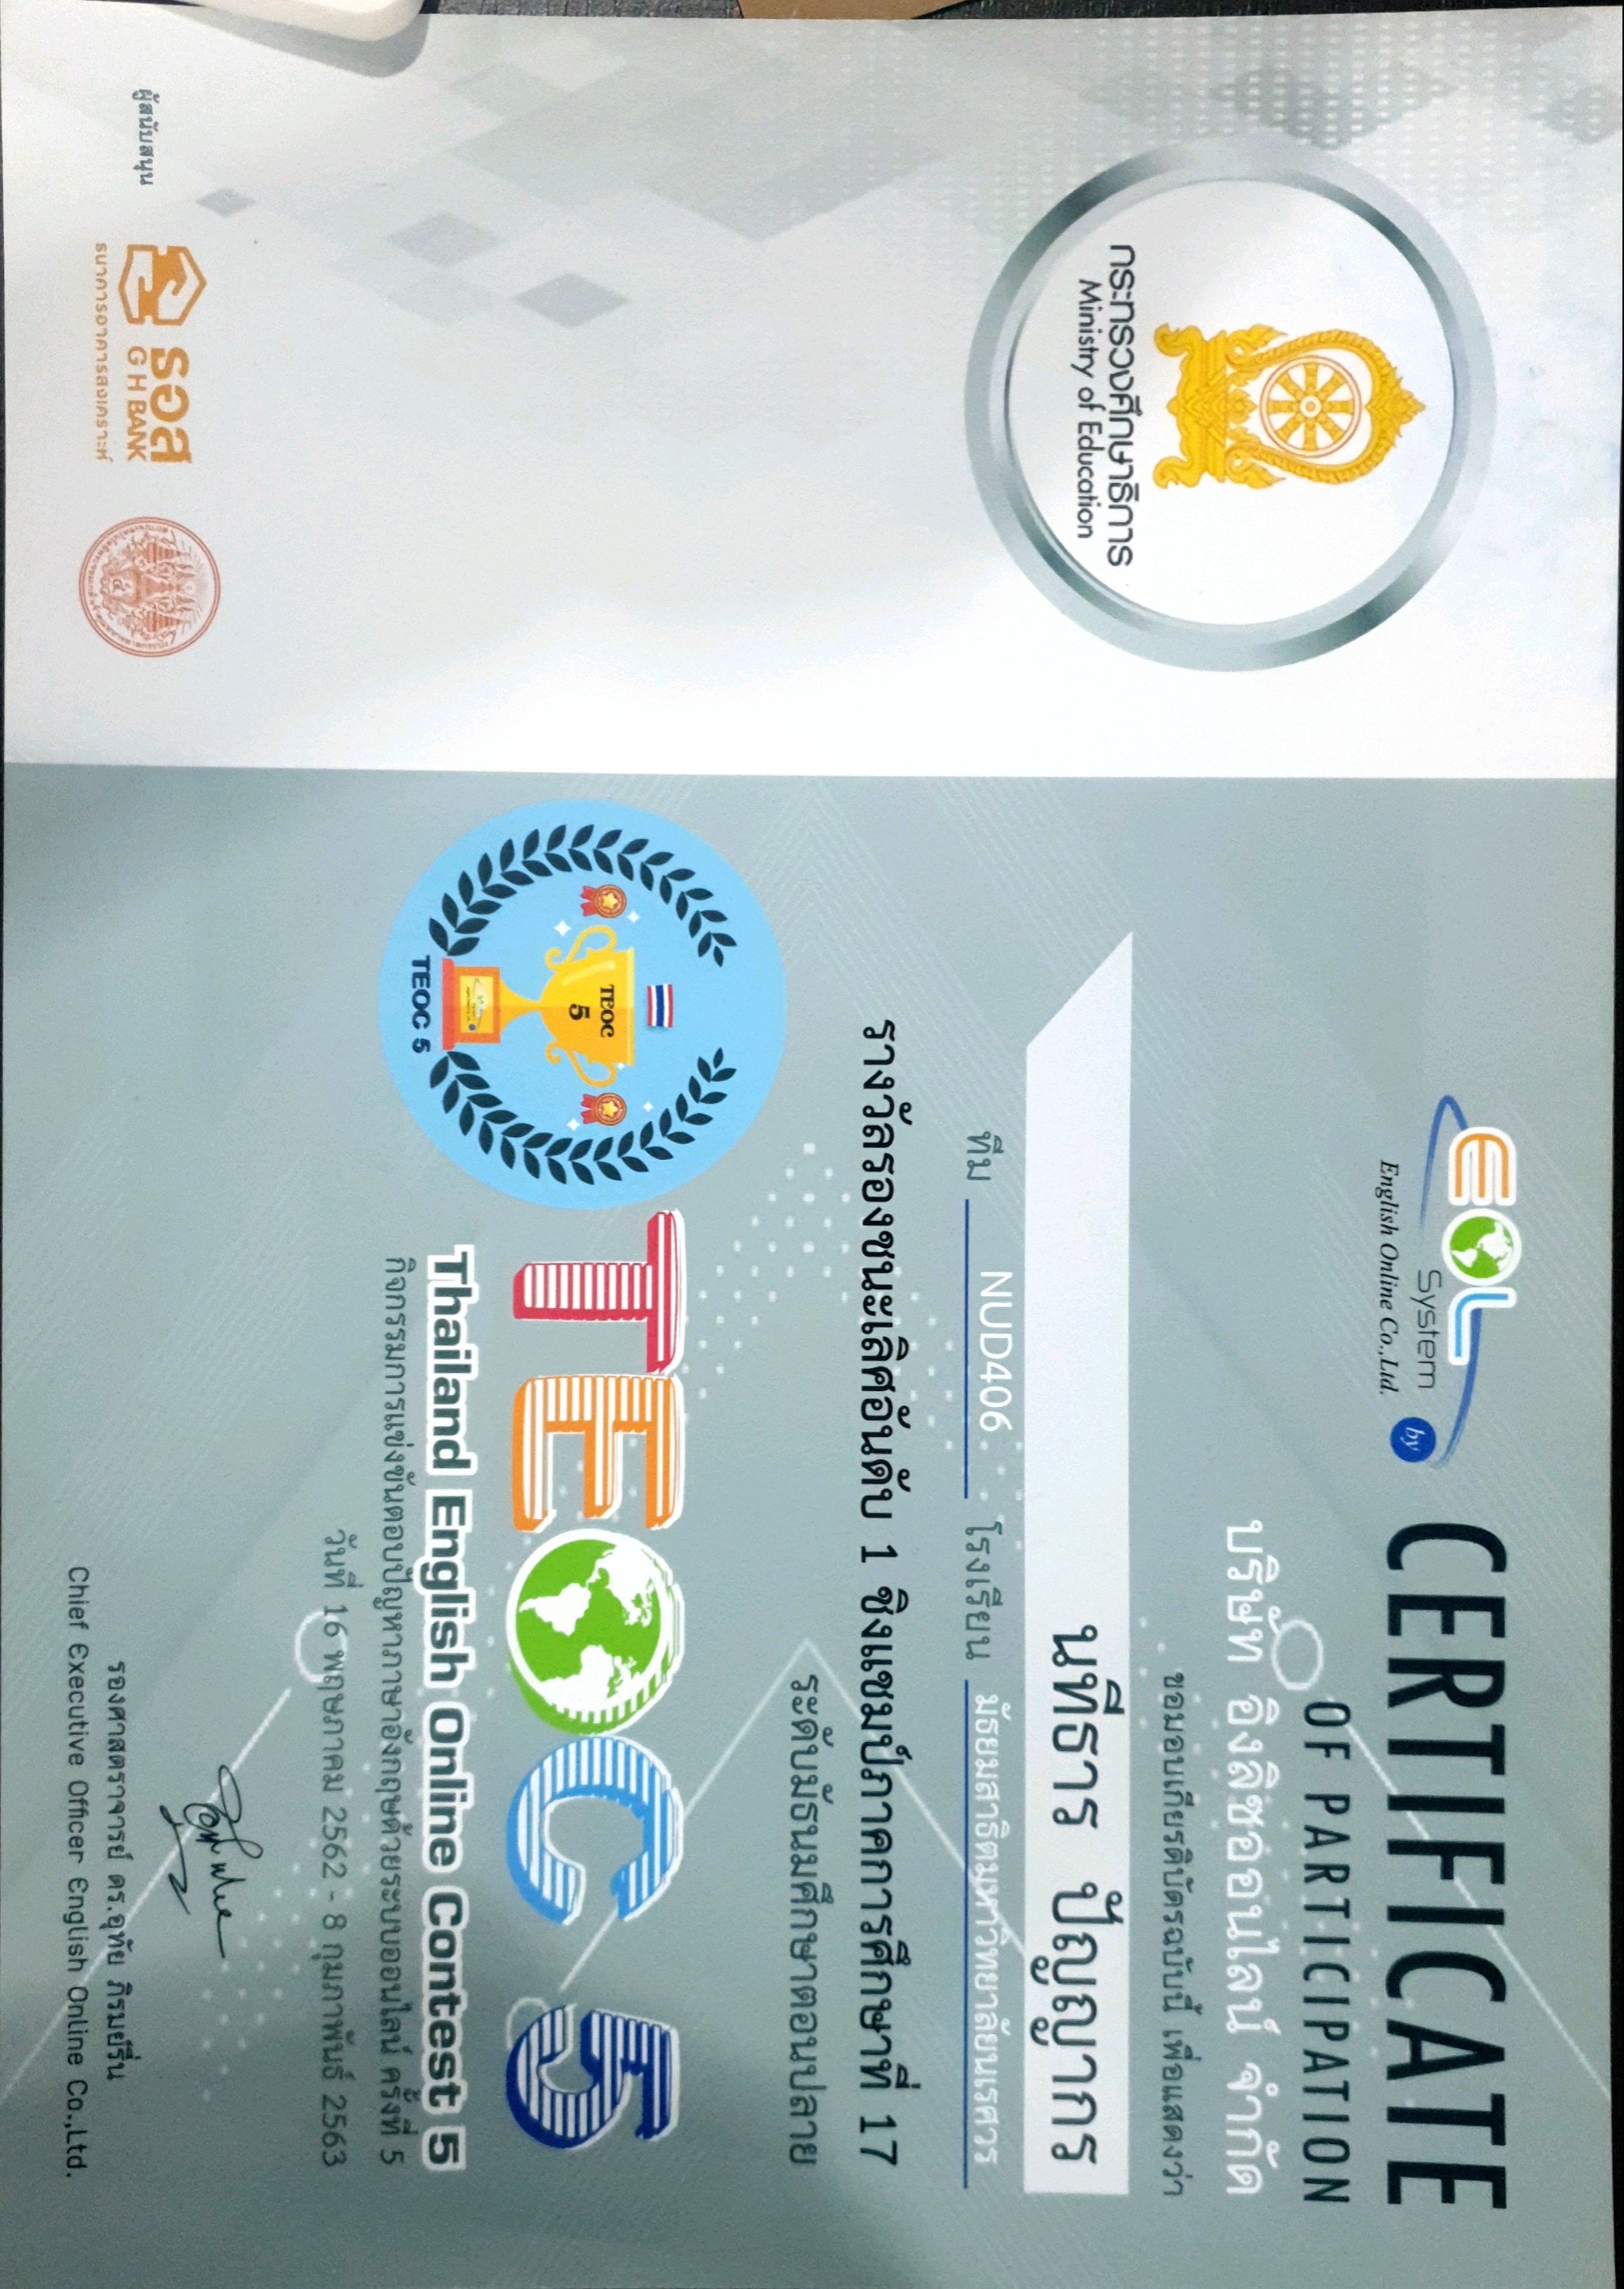 กระทรวงศึกษาธิการ
Ministry of Education
EOL
System
by
English Online Co.,Ltd.
CERTIFICATE
OF PARTICIPATION
บริษัท อิงลิซออนไลน์ จำกัด
ขอมอบเกียรติบัตรฉบับนี้ เพื่อแสดงว่า
นทีธาร ปัญญากร
ทีม NUD406 โรงเรียน มัธยมสาธิตมหาวิทยาลัยนเรศวร
รางวัลรองชนะเลิศอันดับ 1 ชิงแชมป์ภาคการศึกษาที่ 17
ระดับมัธนมศึกษาตอนปลาย
TEOC
5
TEOC 5
TEOC 5
Thailand English Online Contest 5
กิจกรรมการแข่งขันตอบปัญหาภาษาอังกฤษด้วยระบบออนไลน์ ครั้งที่ 5
วันที่ 16 พฤษภาคม 2562 - 8 กุมภาพันธ์ 2563
รองศาสตราจารย์ ดร.อุทัย ภิรมย์รื่น
Chief Executive Officer English Online Co.,Ltd.
ผู้สนับสนุน
ธอส
G H BANK
ธนาคารอาคารสงเคราะห์